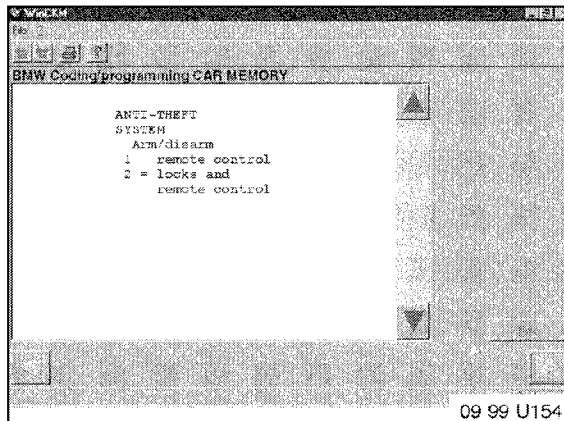 WinCAM
File ?
?
BMW Coding/programming CAR MEMORY
ANTI-THEFT
SYSTEM
Arm/disarm
1 remote control
2 = locks and
remote control
09 99 U154